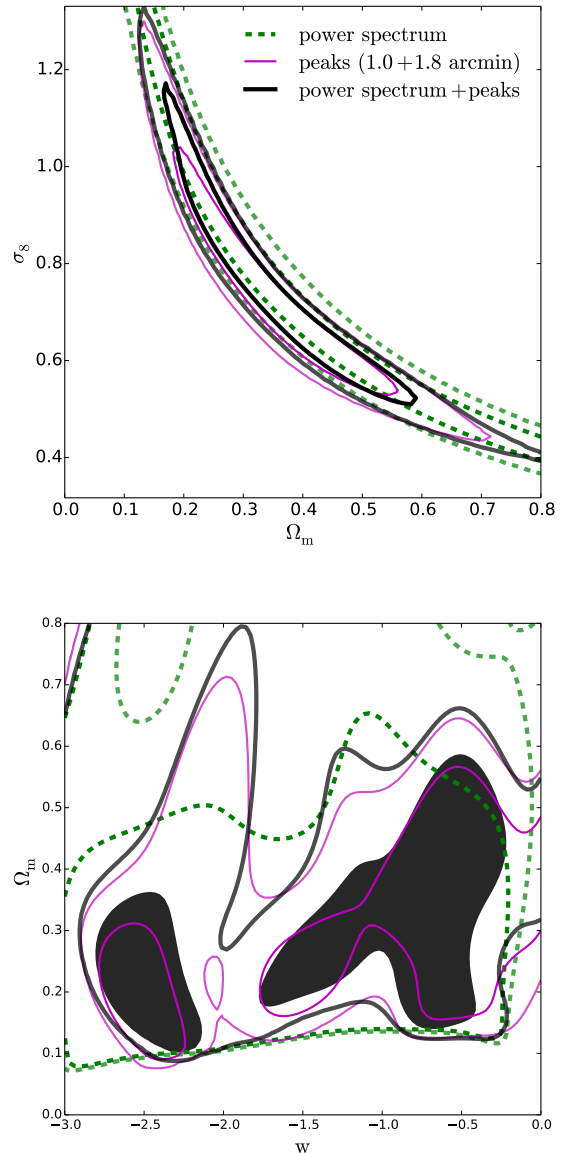 1.2
1.0
0.8
0.6
0.4
σ₈
power spectrum
peaks (1.0+1.8 arcmin)
power spectrum+peaks
0.0 0.1 0.2 0.3 0.4 0.5 0.6 0.7 0.8
Ωₘ
0.8
0.7
0.6
0.5
0.4
0.3
0.2
0.1
0.0
Ωₘ
−3.0 −2.5 −2.0 −1.5 −1.0 −0.5 0.0
w